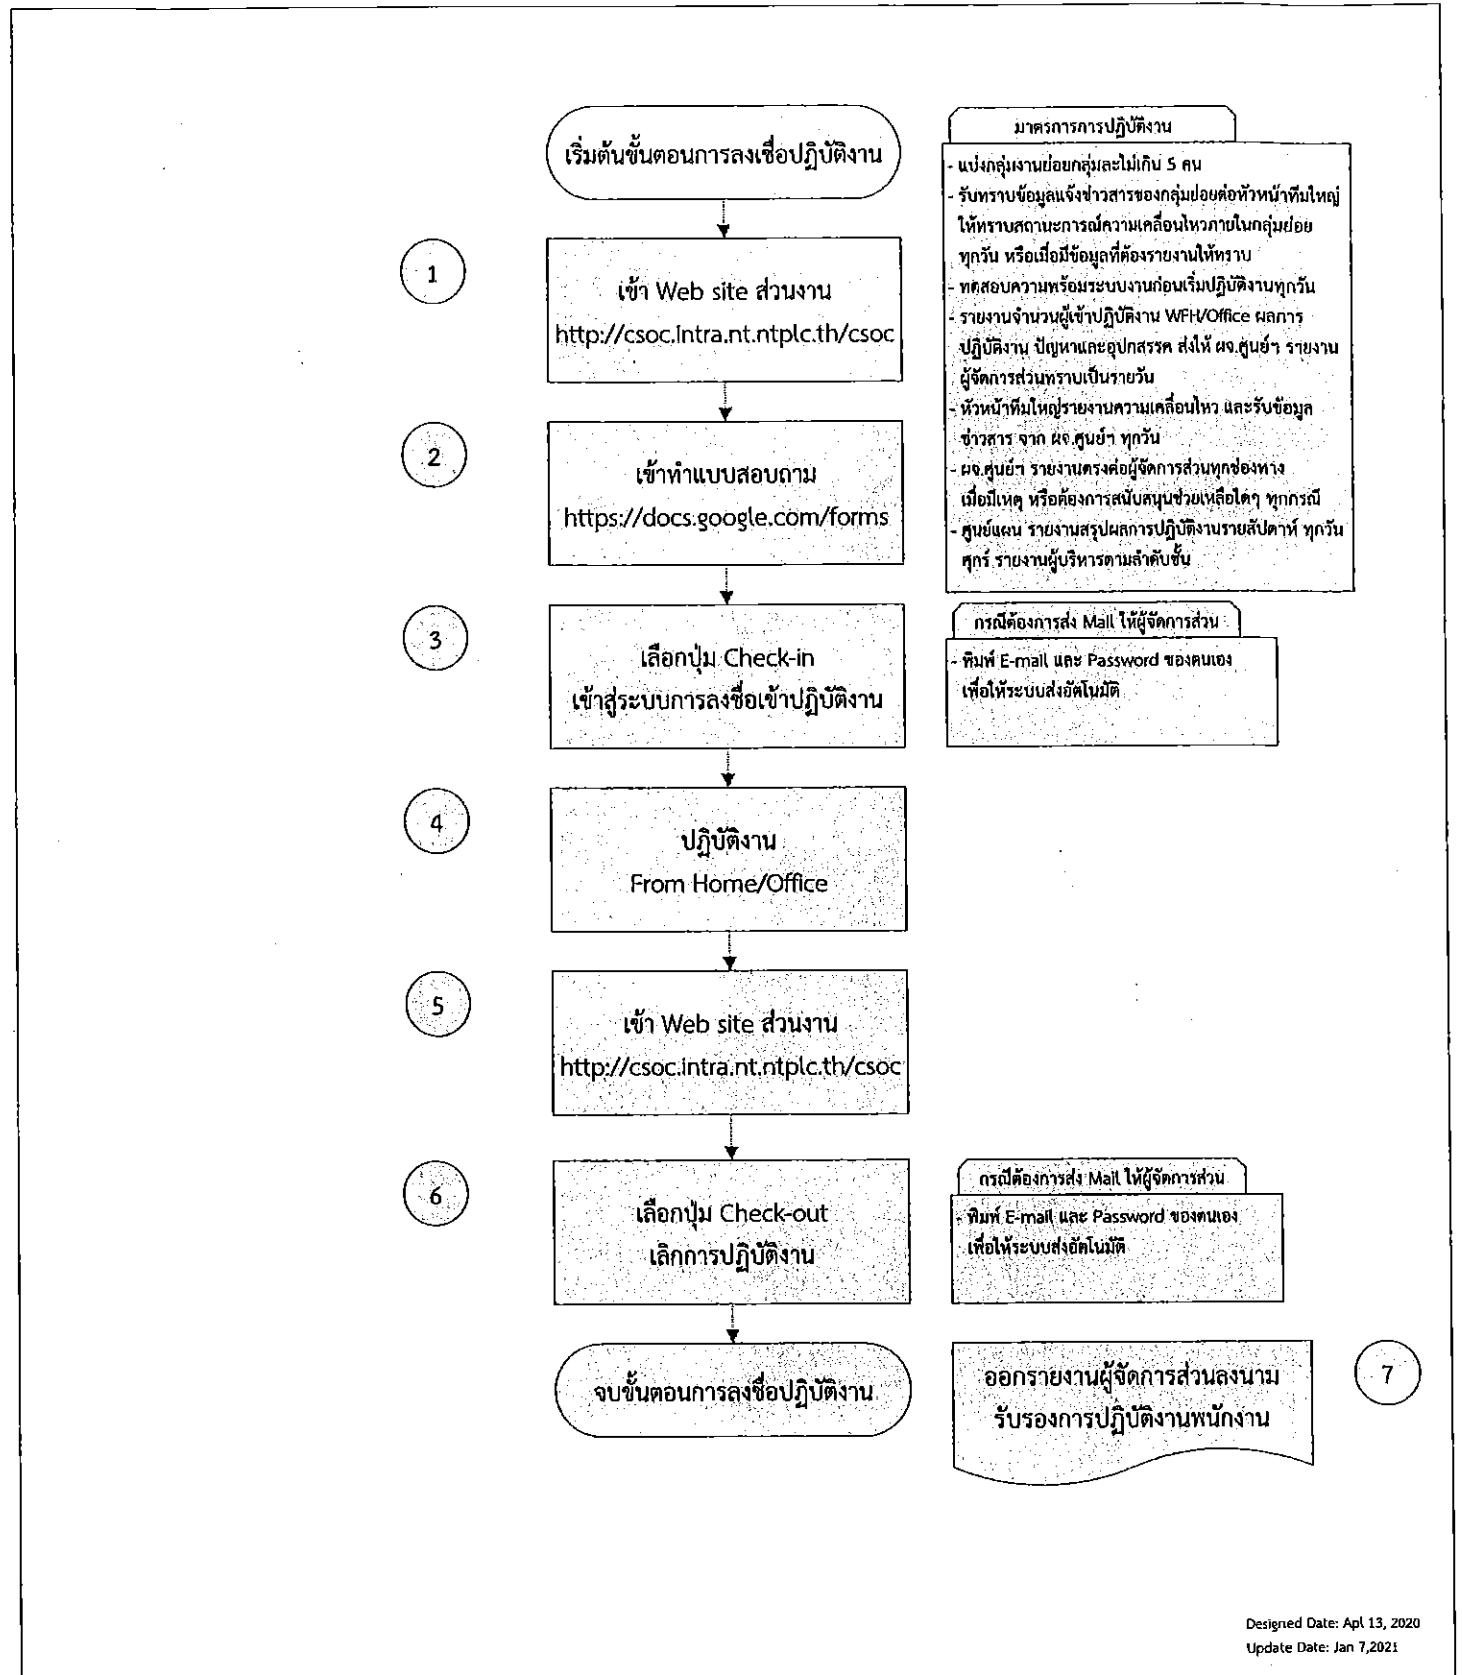 เริ่มต้นขั้นตอนการลงชื่อปฏิบัติงาน
1
เข้า Web site ส่วนงาน
http://csoc.intra.nt.ntplc.th/csoc
2
เข้าทำแบบสอบถาม
https://docs.google.com/forms
3
เลือกปุ่ม Check-in
เข้าสู่ระบบการลงชื่อเข้าปฏิบัติงาน
4
ปฏิบัติงาน
From Home/Office
5
เข้า Web site ส่วนงาน
http://csoc.intra.nt.ntplc.th/csoc
6
เลือกปุ่ม Check-out
เลิกการปฏิบัติงาน
จบขั้นตอนการลงชื่อปฏิบัติงาน
มาตรการการปฏิบัติงาน
- แบ่งกลุ่มงานย่อยกลุ่มละไม่เกิน 5 คน
- รับทราบข้อมูลแจ้งข่าวสารของกลุ่มย่อยต่อหัวหน้าทีมใหญ่
ให้ทราบสถานะการณ์ความเคลื่อนไหวภายในกลุ่มย่อย
ทุกวัน หรือเมื่อมีข้อมูลที่ต้องรายงานให้ทราบ
- ทดสอบความพร้อมระบบงานก่อนเริ่มปฏิบัติงานทุกวัน
- รายงานจำนวนผู้เข้าปฏิบัติงาน WFH/Office ผลการ
ปฏิบัติงาน ปัญหาและอุปกสรรค ส่งให้ ผจ.ศูนย์ฯ รายงาน
ผู้จัดการส่วนทราบเป็นรายวัน
- หัวหน้าทีมใหญ่รายงานความเคลื่อนไหว และรับข้อมูล
ข่าวสาร จาก ผจ.ศูนย์ฯ ทุกวัน
- ผจ.ศูนย์ฯ รายงานตรงต่อผู้จัดการส่วนทุกช่องทาง
เมื่อมีเหตุ หรือต้องการสนับสนุนช่วยเหลือใดๆ ทุกกรณี
- ศูนย์แผน รายงานสรุปผลการปฏิบัติงานรายสัปดาห์ ทุกวัน
ศุกร์ รายงานผู้บริหารตามลำดับชั้น
กรณีต้องการส่ง Mail ให้ผู้จัดการส่วน
- พิมพ์ E-mail และ Password ของตนเอง
เพื่อให้ระบบส่งอัตโนมัติ
กรณีต้องการส่ง Mail ให้ผู้จัดการส่วน
- พิมพ์ E-mail และ Password ของตนเอง
เพื่อให้ระบบส่งอัตโนมัติ
ออกรายงานผู้จัดการส่วนลงนาม
รับรองการปฏิบัติงานพนักงาน
7
Designed Date: Apl 13, 2020
Update Date: Jan 7,2021